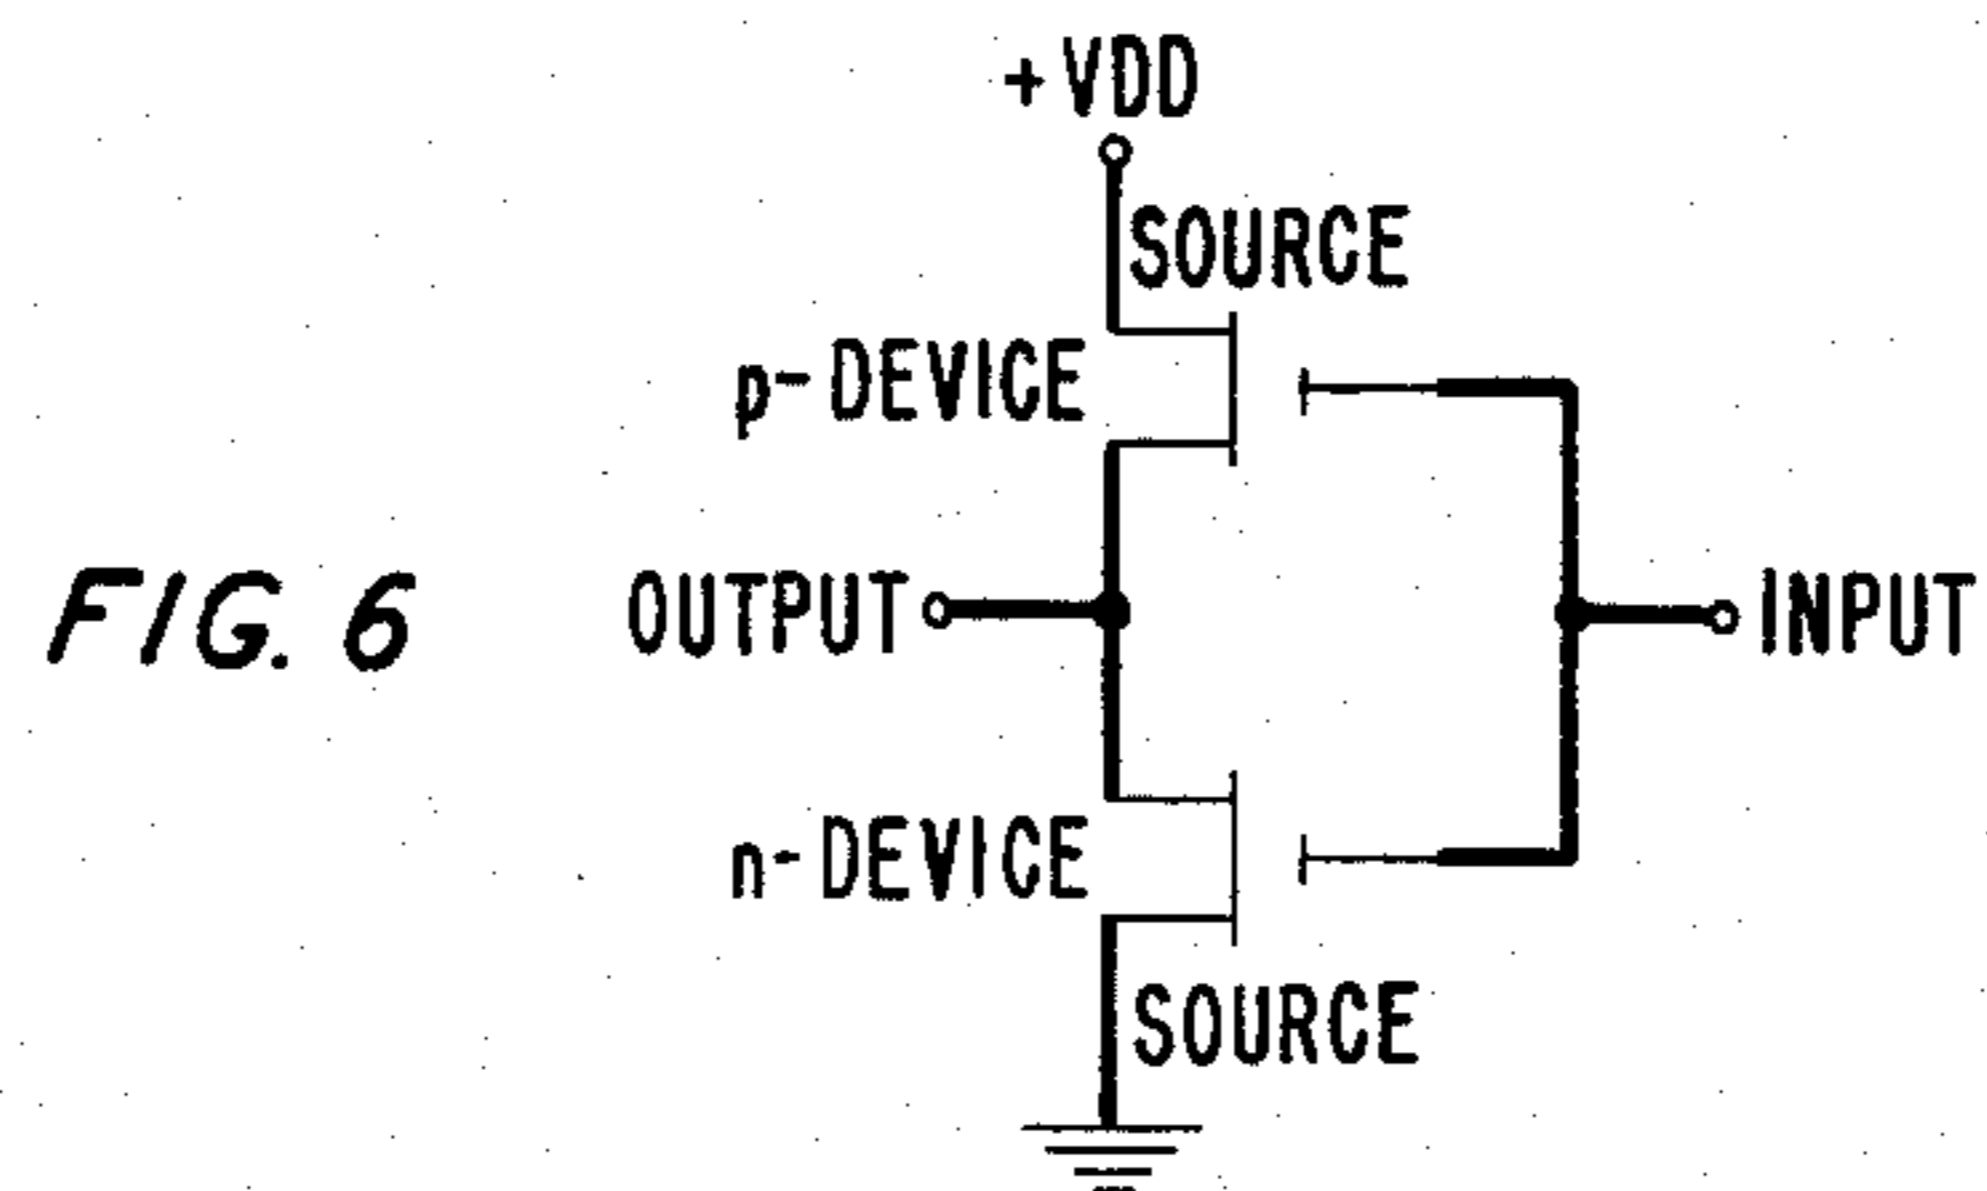 +VDD
SOURCE
p-DEVICE
FIG. 6
OUTPUT
INPUT
n-DEVICE
SOURCE